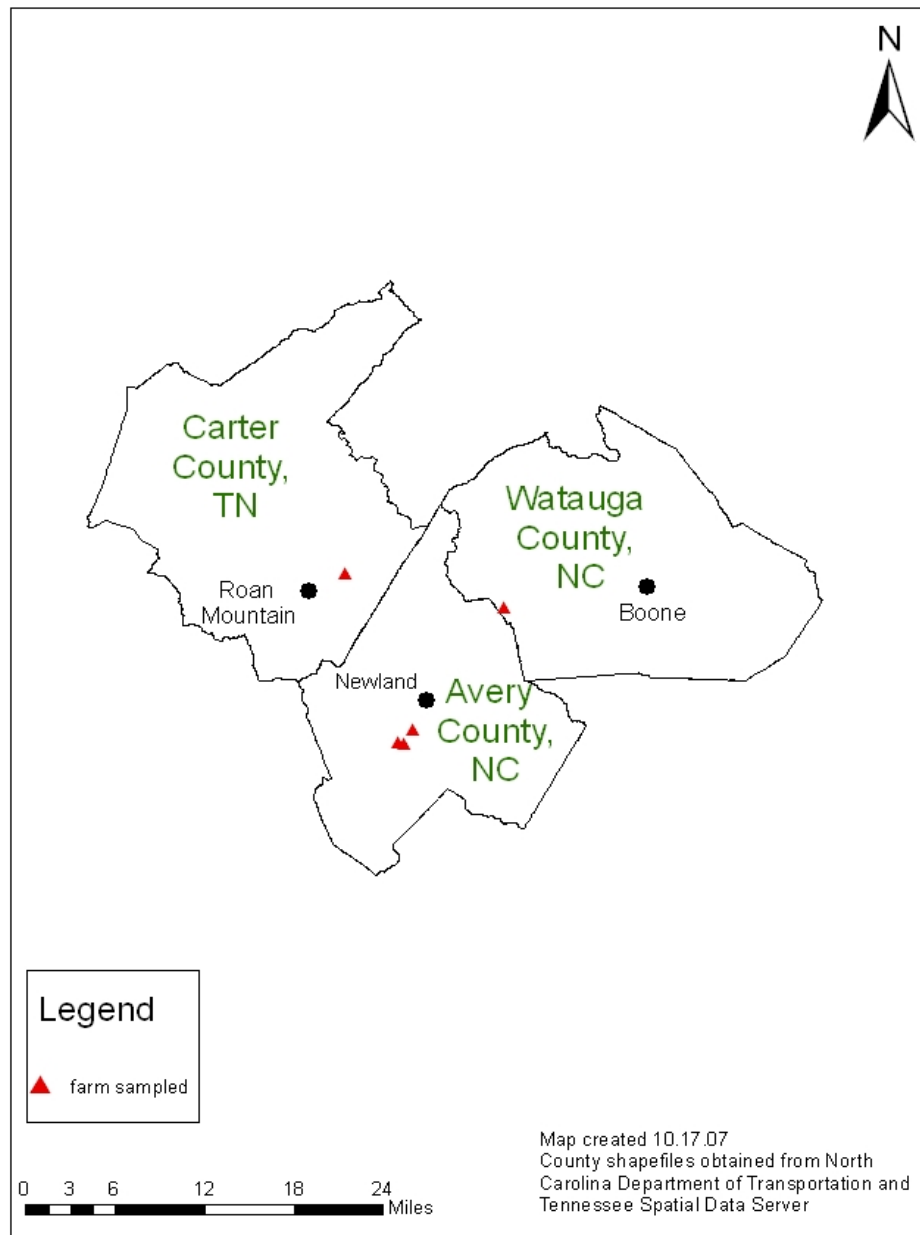 N
Carter
County,
TN
Watauga
County,
NC
Roan
Mountain
Boone
Newland
Avery
County,
NC
Legend
farm sampled
Map created 10.17.07
County shapefiles obtained from North
Carolina Department of Transportation and
Tennessee Spatial Data Server
0 3 6 12 18 24
Miles